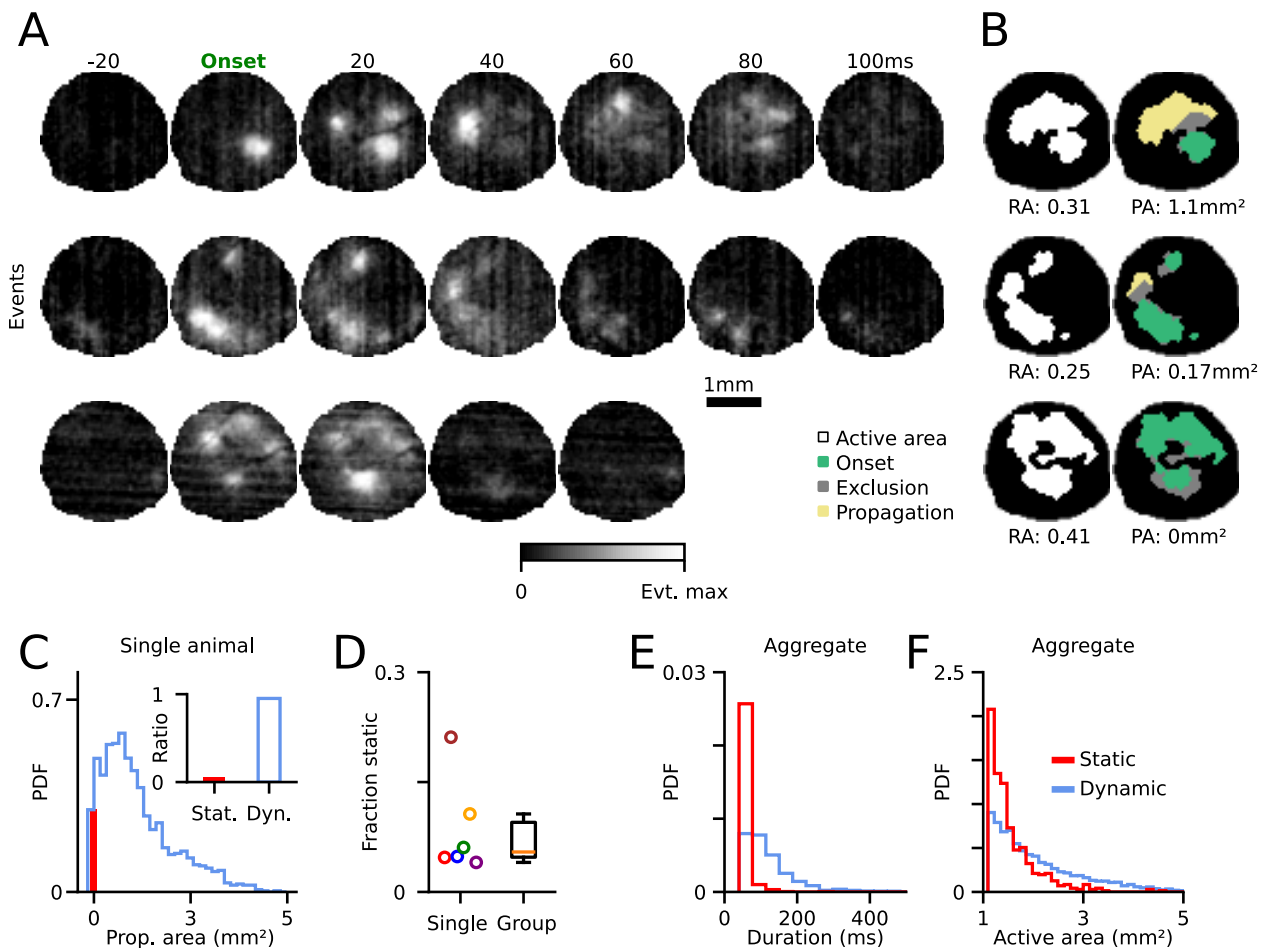 A
B
-20 Onset 20 40 60 80 100ms
RA: 0.31 PA: 1.1mm²
Events
RA: 0.25 PA: 0.17mm²
1mm
Active area
Onset
Exclusion
Propagation
RA: 0.41 PA: 0mm²
0 Evt. max
C Single animal
PDF
0.7
0
0 3 5
Prop. area (mm²)
Ratio
1
0
Stat. Dyn.
D
Fraction static
0.3
0
Single Group
E Aggregate
PDF
0.03
0
0 200 400
Duration (ms)
F Aggregate
PDF
2.5
0
Static
Dynamic
1 3 5
Active area (mm²)